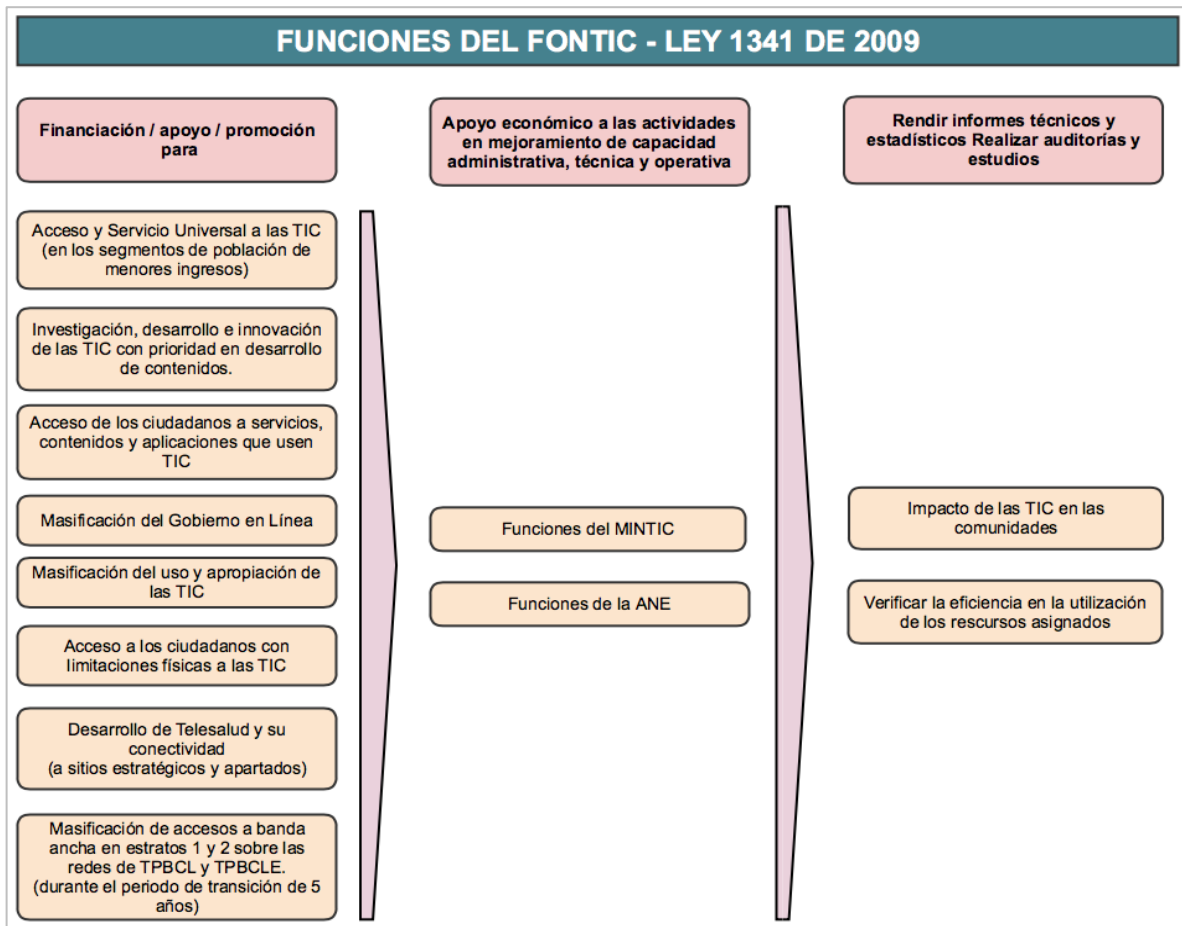 FUNCIONES DEL FONTIC - LEY 1341 DE 2009
Financiación / apoyo / promoción
para
Acceso y Servicio Universal a las TIC
(en los segmentos de población de
menores ingresos)
Investigación, desarrollo e innovación
de las TIC con prioridad en desarrollo
de contenidos.
Acceso de los ciudadanos a servicios,
contenidos y aplicaciones que usen
TIC
Masificación del Gobierno en Línea
Masificación del uso y apropiación de
las TIC
Acceso a los ciudadanos con
limitaciones físicas a las TIC
Desarrollo de Telesalud y su
conectividad
(a sitios estratégicos y apartados)
Masificación de accesos a banda
ancha en estratos 1 y 2 sobre las
redes de TPBCL y TPBCLE.
(durante el periodo de transición de 5
años)
Apoyo económico a las actividades
en mejoramiento de capacidad
administrativa, técnica y operativa
Funciones del MINTIC
Funciones de la ANE
Rendir informes técnicos y
estadísticos Realizar auditorías y
estudios
Impacto de las TIC en las
comunidades
Verificar la eficiencia en la utilización
de los rescursos asignados